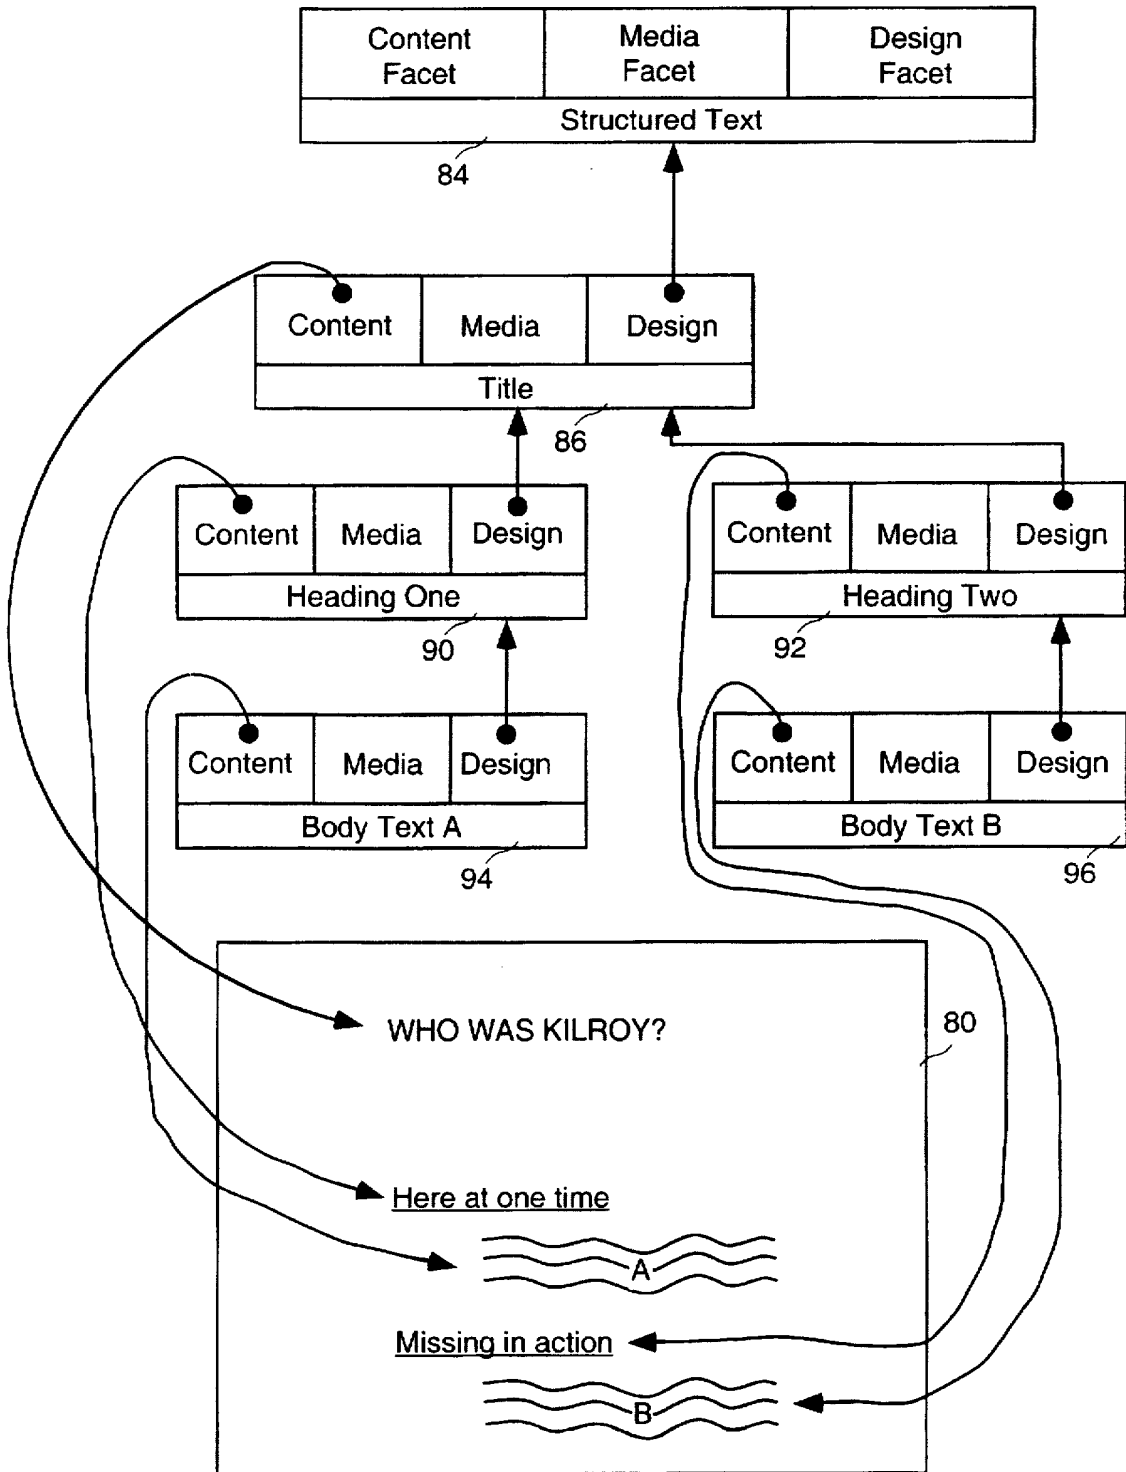 Content Facet
Media Facet
Design Facet
Structured Text
84
Content
Media
Design
Title
86
Content
Media
Design
Heading One
90
Content
Media
Design
Heading Two
92
Content
Media
Design
Body Text A
94
Content
Media
Design
Body Text B
96
80
WHO WAS KILROY?
Here at one time
A
Missing in action
B